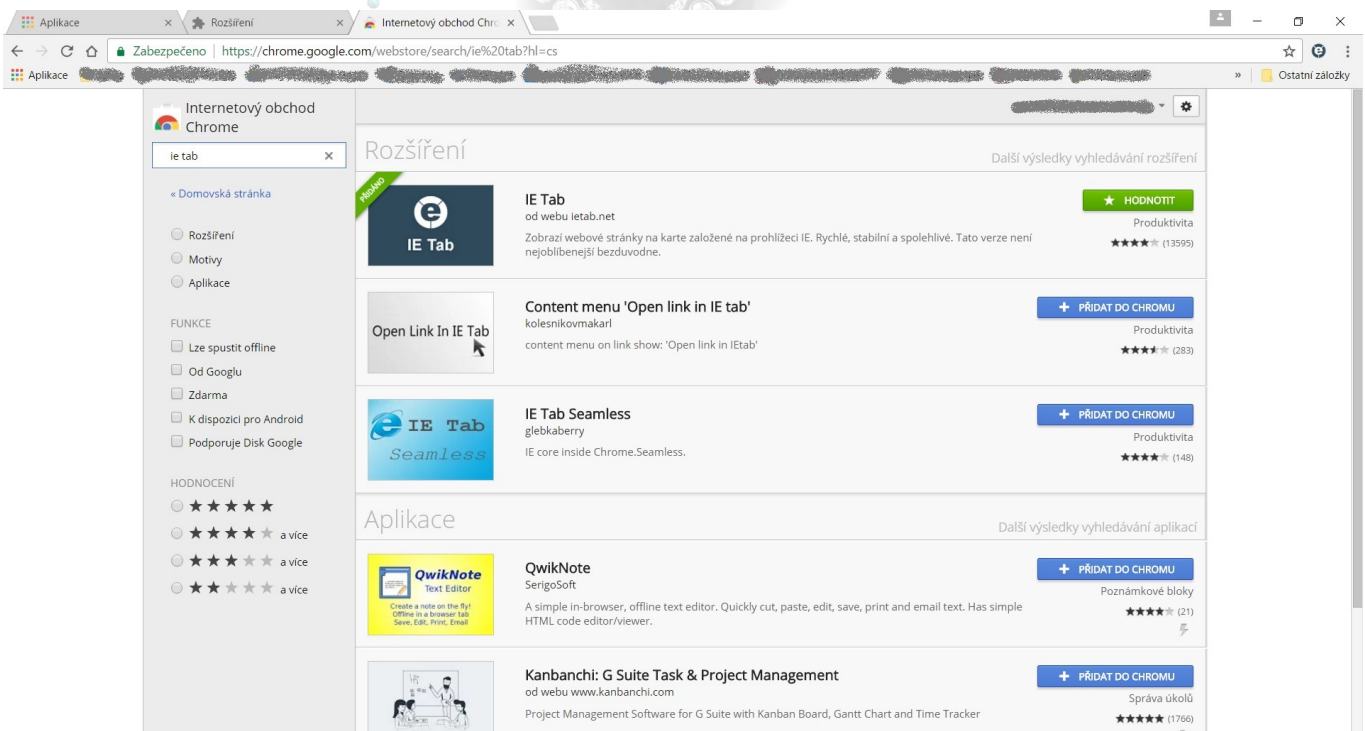 Aplikace
Rozšíření
Internetový obchod Chro
Zabezpečeno | https://chrome.google.com/webstore/search/ie%20tab?hl=cs
Aplikace
» Ostatní záložky
Internetový obchod
Chrome
ie tab
« Domovská stránka
Rozšíření
Motivy
Aplikace
FUNKCE
Lze spustit offline
Od Googlu
Zdarma
K dispozici pro Android
Podporuje Disk Google
HODNOCENÍ
a více
a více
a více
Rozšíření
Další výsledky vyhledávání rozšíření
PŘIDÁNO
IE Tab
IE Tab
od webu ietab.net
Zobrazí webové stránky na karte založené na prohlížeci IE. Rychlé, stabilní a spolehlivé. Tato verze není
nejoblíbenejší bezduvodne.
HODNOTIT
Produktivita
(13595)
Open Link In IE Tab
Content menu 'Open link in IE tab'
kolesnikovmakarl
content menu on link show: 'Open link in IEtab'
PŘIDAT DO CHROMU
Produktivita
(283)
IE Tab
Seamless
IE Tab Seamless
glebkaberry
IE core inside Chrome.Seamless.
PŘIDAT DO CHROMU
Produktivita
(148)
Aplikace
Další výsledky vyhledávání aplikací
QwikNote
Text Editor
Create a note on the fly!
Offline in a browser tab
Save, Edit, Print, Email
QwikNote
SerigoSoft
A simple in-browser, offline text editor. Quickly cut, paste, edit, save, print and email text. Has simple
HTML code editor/viewer.
PŘIDAT DO CHROMU
Poznámkové bloky
(21)
Kanbanchi: G Suite Task & Project Management
od webu www.kanbanchi.com
Project Management Software for G Suite with Kanban Board, Gantt Chart and Time Tracker
PŘIDAT DO CHROMU
Správa úkolů
(1766)